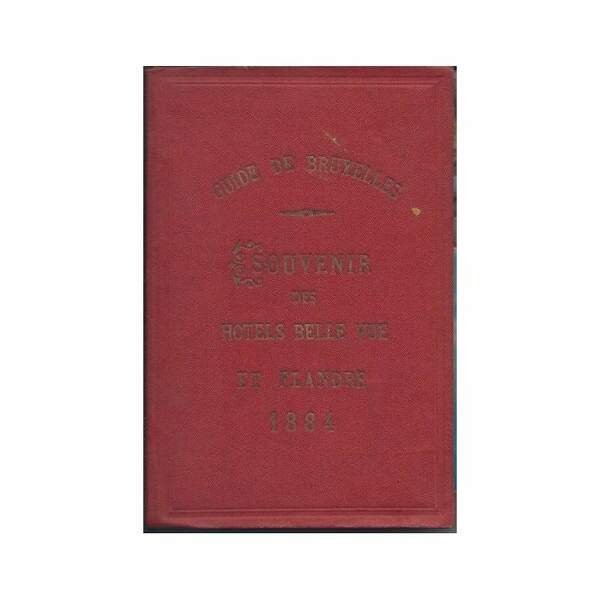 GUIDE DE BRUXELLES
SOUVENIR
DES
HOTELS BELLE VUE
ET FLANDRE
1884